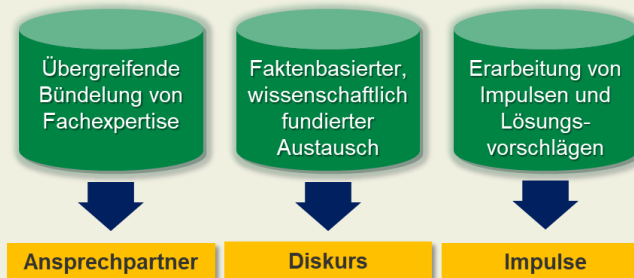 Übergreifende
Bündelung von
Fachexpertise
Faktenbasierter,
wissenschaftlich
fundierter
Austausch
Erarbeitung von
Impulsen und
Lösungs-
vorschlägen
Ansprechpartner
Diskurs
Impulse